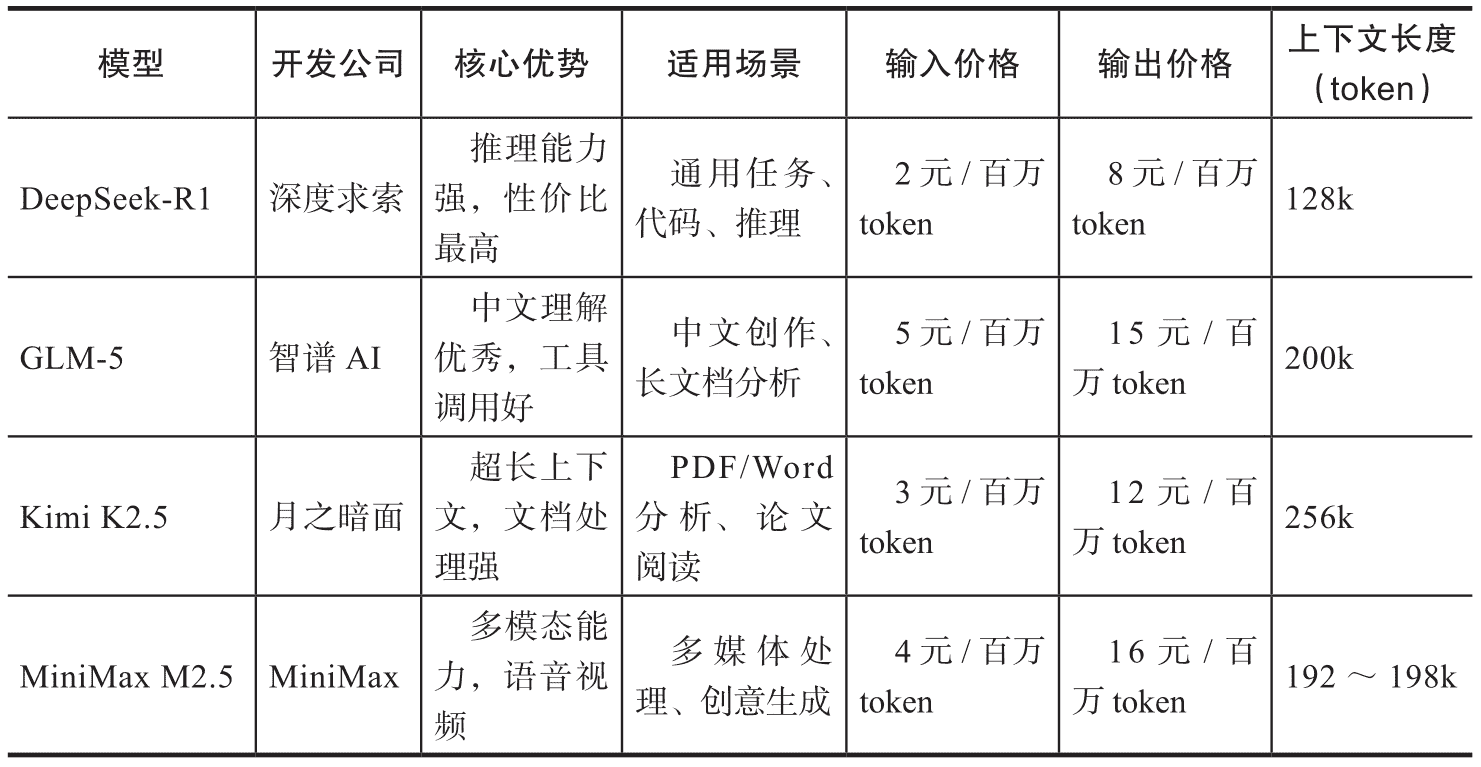 模型 开发公司 核心优势 适用场景 输入价格 输出价格 上下文长度
（token）
DeepSeek-R1 深度求索 推理能力
强，性价比
最高 通用任务、
代码、推理 2 元 / 百万
token 8 元 / 百万
token 128k
GLM-5 智谱 AI 中文理解
优秀，工具
调用好 中文创作、
长文档分析 5 元 / 百万
token 15 元 / 百
万 token 200k
Kimi K2.5 月之暗面 超长上下
文，文档处
理强 PDF/Word
分析、论文
阅读 3 元 / 百万
token 12 元 / 百
万 token 256k
MiniMax M2.5 MiniMax 多模态能
力，语音视
频 多媒体处
理、创意生成 4 元 / 百万
token 16 元 / 百
万 token 192 ～ 198k